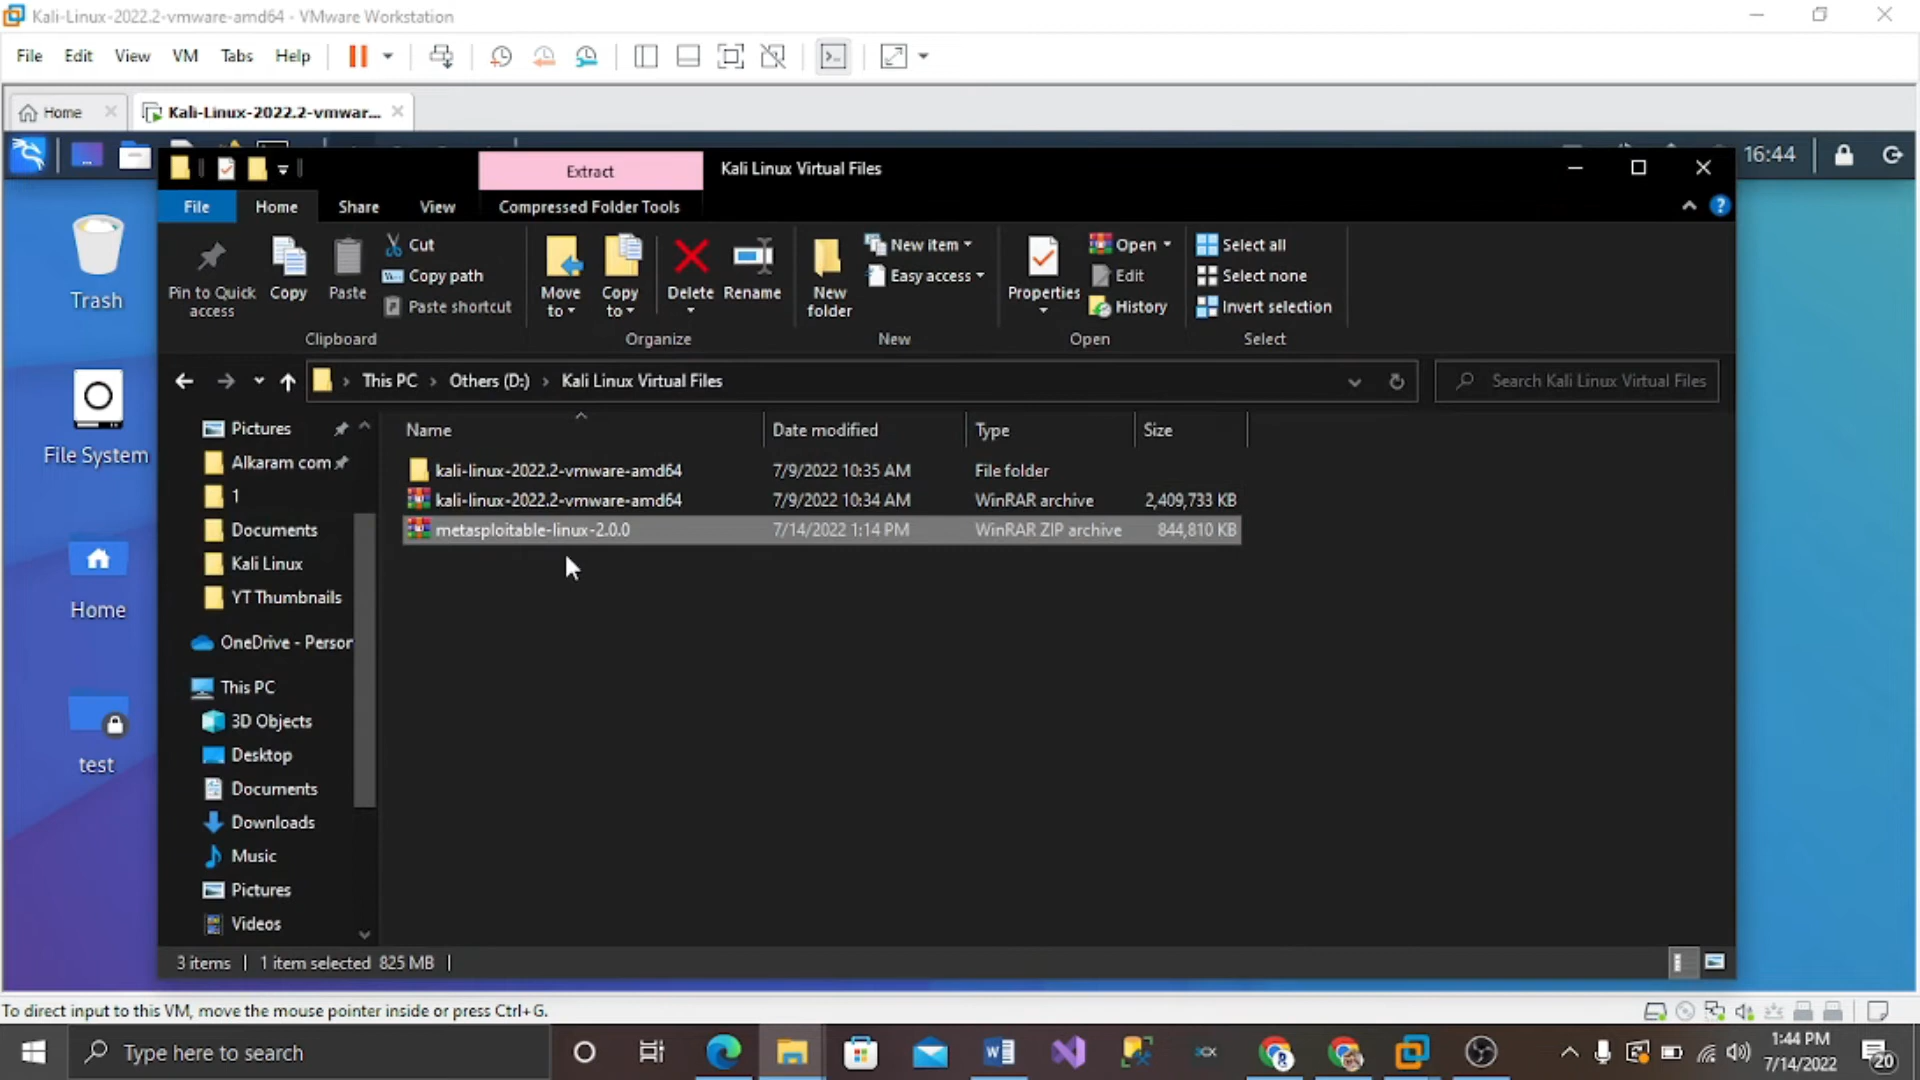 Kali-Linux-2022.2-vmware-amd64 - VMware Workstation
File Edit View VM Tabs Help
Home Kali-Linux-2022.2-vmwar...
16:44
Extract Kali Linux Virtual Files
File Home Share View Compressed Folder Tools
Pin to Quick access
Copy
Paste
Cut
Copy path
Paste shortcut
Clipboard
Move to
Copy to
Delete
Rename
Organize
New folder
New item
Easy access
New
Properties
Open
Edit
History
Open
Select all
Select none
Invert selection
Select
This PC Others (D:) Kali Linux Virtual Files
Search Kali Linux Virtual Files
Trash
File System
Home
test
Pictures
Alkaram com
1
Documents
Kali Linux
YT Thumbnails
OneDrive - Person
This PC
3D Objects
Desktop
Documents
Downloads
Music
Pictures
Videos
Name Date modified Type Size
kali-linux-2022.2-vmware-amd64 7/9/2022 10:35 AM File folder
kali-linux-2022.2-vmware-amd64 7/9/2022 10:34 AM WinRAR archive 2,409,733 KB
metasploitable-linux-2.0.0 7/14/2022 1:14 PM WinRAR ZIP archive 844,810 KB
3 items 1 item selected 825 MB
To direct input to this VM, move the mouse pointer inside or press Ctrl+G.
Type here to search
1:44 PM
7/14/2022
20